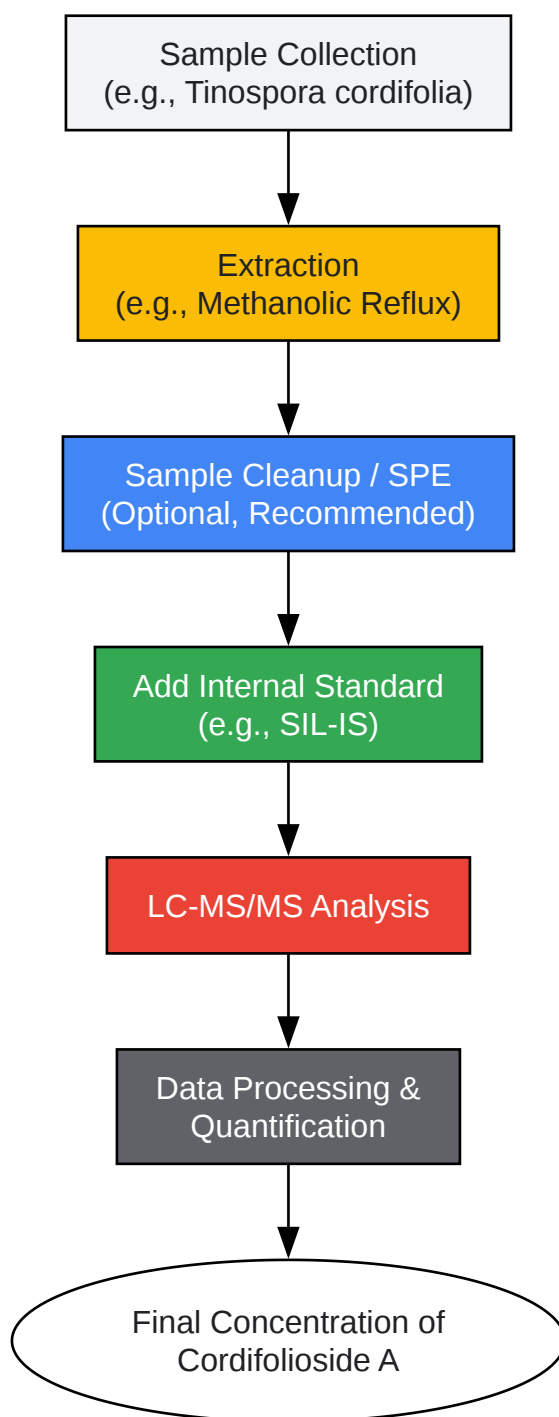 Sample Collection
(e.g., Tinospora cordifolia)
Extraction
(e.g., Methanolic Reflux)
Sample Cleanup / SPE
(Optional, Recommended)
Add Internal Standard
(e.g., SIL-IS)
LC-MS/MS Analysis
Data Processing &
Quantification
Final Concentration of
Cordifolioside A